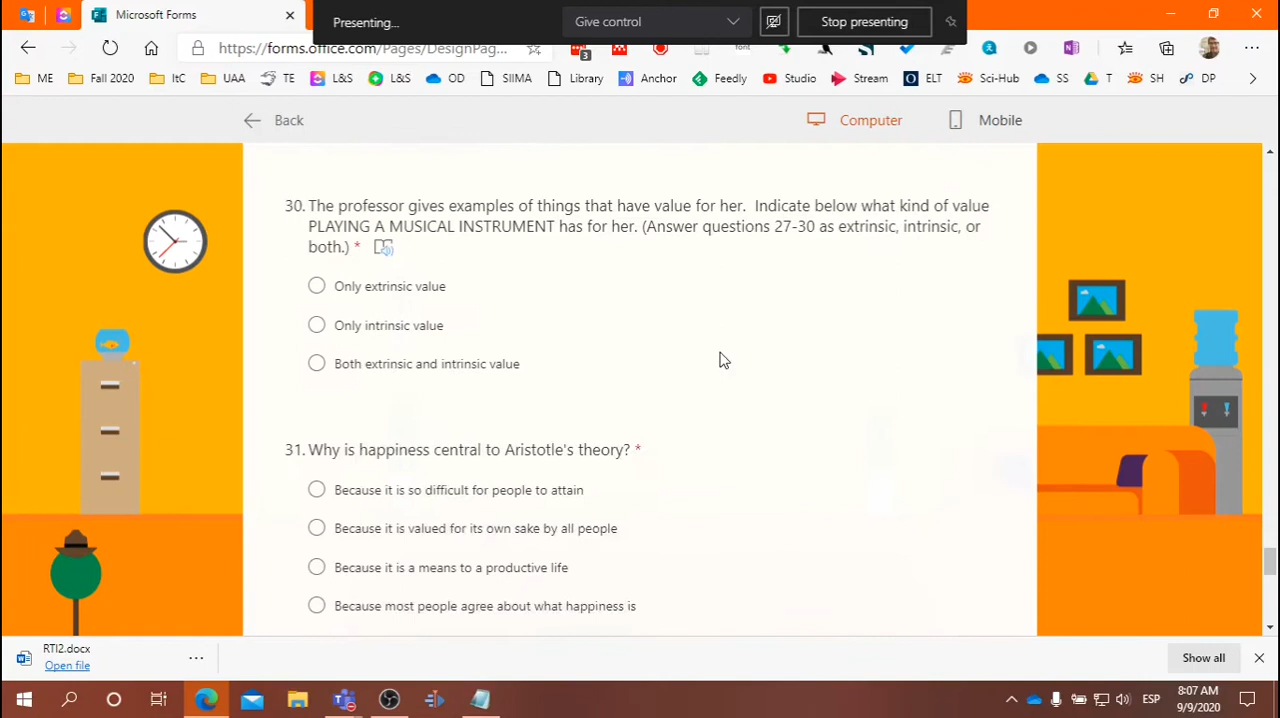 Microsoft Forms
Presenting...
Give control
Stop presenting
https://forms.office.com/Pages/DesignPag...
3
font
ME
Fall 2020
ItC
UAA
TE
L&S
L&S
OD
SIIMA
Library
Anchor
Feedly
Studio
Stream
ELT
Sci-Hub
SS
T
SH
DP
Back
Computer
Mobile
30. The professor gives examples of things that have value for her. Indicate below what kind of value
PLAYING A MUSICAL INSTRUMENT has for her. (Answer questions 27-30 as extrinsic, intrinsic, or
both.) *
Only extrinsic value
Only intrinsic value
Both extrinsic and intrinsic value
31. Why is happiness central to Aristotle's theory? *
Because it is so difficult for people to attain
Because it is valued for its own sake by all people
Because it is a means to a productive life
Because most people agree about what happiness is
RTI2.docx
Open file
Show all
ESP
8:07 AM
9/9/2020